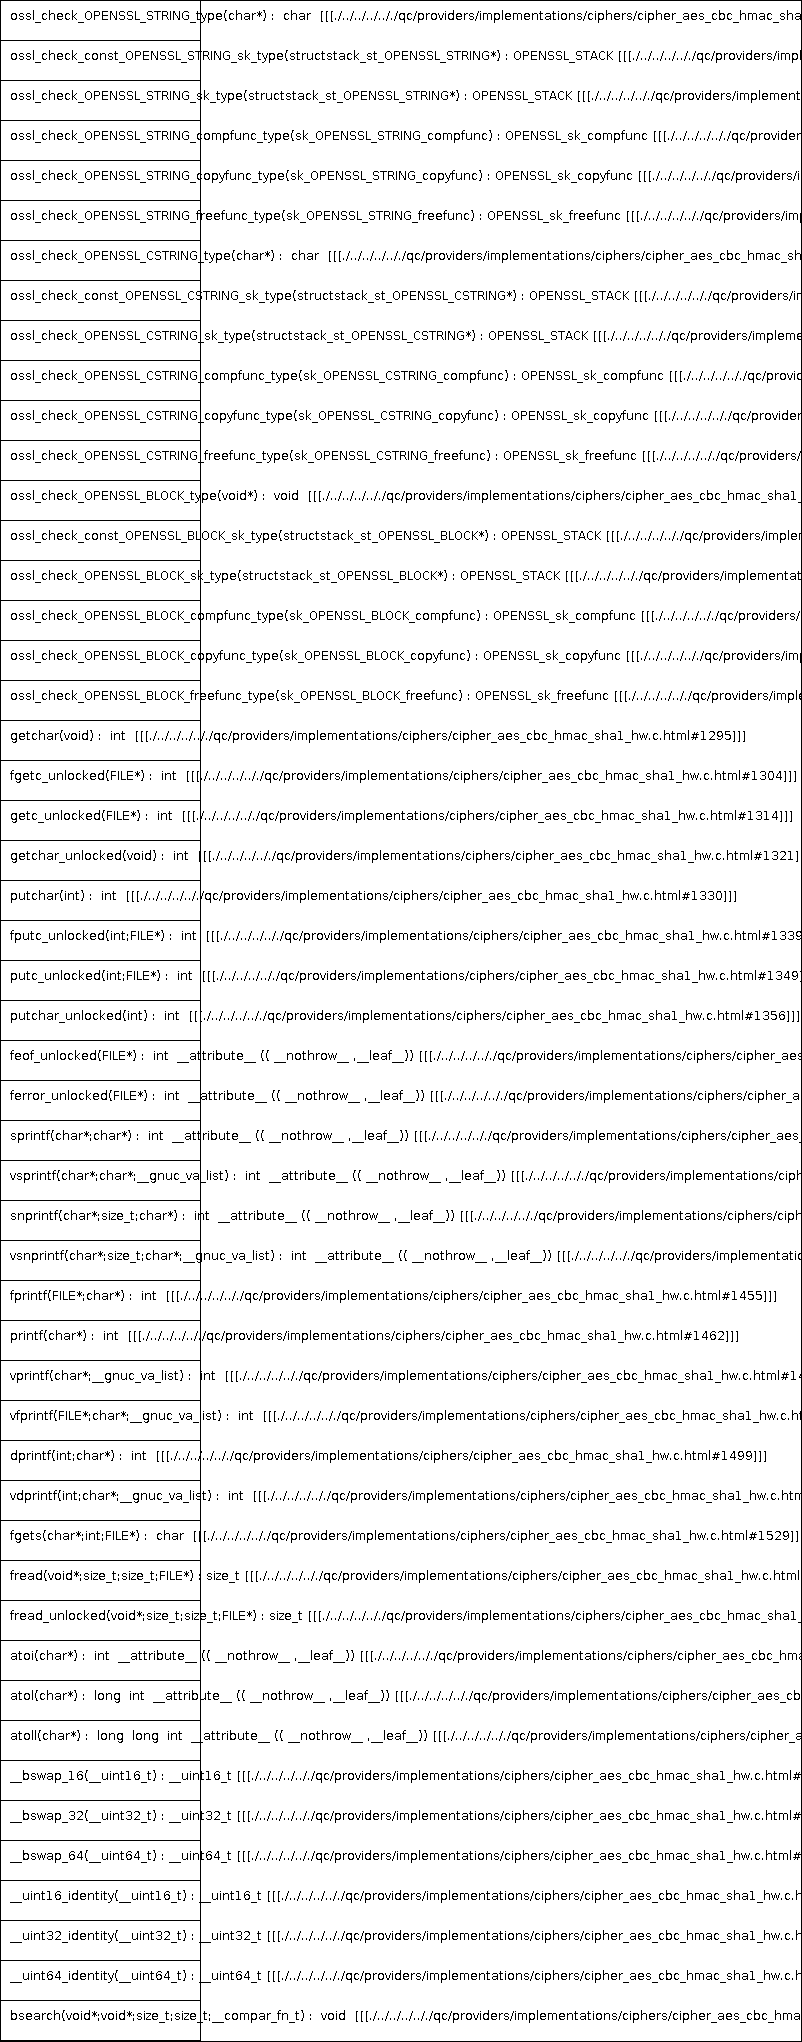 ossl_check_OPENSSL_STRING_type(char*) : char [[[./../../../../../qc/providers/implementations/ciphers/cipher_aes_cbc_hmac_sha
ossl_check_const_OPENSSL_STRING_sk_type(structstack_st_OPENSSL_STRING*) : OPENSSL_STACK [[[./../../../../../qc/providers/impl
ossl_check_OPENSSL_STRING_sk_type(structstack_st_OPENSSL_STRING*) : OPENSSL_STACK [[[./../../../../../qc/providers/implement
ossl_check_OPENSSL_STRING_compfunc_type(sk_OPENSSL_STRING_compfunc) : OPENSSL_sk_compfunc [[[./../../../../../qc/provider
ossl_check_OPENSSL_STRING_copyfunc_type(sk_OPENSSL_STRING_copyfunc) : OPENSSL_sk_copyfunc [[[./../../../../../qc/providers/i
ossl_check_OPENSSL_STRING_freefunc_type(sk_OPENSSL_STRING_freefunc) : OPENSSL_sk_freefunc [[[./../../../../../qc/providers/imp
ossl_check_OPENSSL_CSTRING_type(char*) : char [[[./../../../../../qc/providers/implementations/ciphers/cipher_aes_cbc_hmac_sh
ossl_check_const_OPENSSL_CSTRING_sk_type(structstack_st_OPENSSL_CSTRING*) : OPENSSL_STACK [[[./../../../../../qc/providers/in
ossl_check_OPENSSL_CSTRING_sk_type(structstack_st_OPENSSL_CSTRING*) : OPENSSL_STACK [[[./../../../../../qc/providers/impleme
ossl_check_OPENSSL_CSTRING_compfunc_type(sk_OPENSSL_CSTRING_compfunc) : OPENSSL_sk_compfunc [[[./../../../../../qc/provid
ossl_check_OPENSSL_CSTRING_copyfunc_type(sk_OPENSSL_CSTRING_copyfunc) : OPENSSL_sk_copyfunc [[[./../../../../../qc/provider
ossl_check_OPENSSL_CSTRING_freefunc_type(sk_OPENSSL_CSTRING_freefunc) : OPENSSL_sk_freefunc [[[./../../../../../qc/providers/
ossl_check_OPENSSL_BLOCK_type(void*) : void [[[./../../../../../qc/providers/implementations/ciphers/cipher_aes_cbc_hmac_sha1_
ossl_check_const_OPENSSL_BLOCK_sk_type(structstack_st_OPENSSL_BLOCK*) : OPENSSL_STACK [[[./../../../../../qc/providers/implen
ossl_check_OPENSSL_BLOCK_sk_type(structstack_st_OPENSSL_BLOCK*) : OPENSSL_STACK [[[./../../../../../qc/providers/implementat
ossl_check_OPENSSL_BLOCK_compfunc_type(sk_OPENSSL_BLOCK_compfunc) : OPENSSL_sk_compfunc [[[./../../../../../qc/providers/
ossl_check_OPENSSL_BLOCK_copyfunc_type(sk_OPENSSL_BLOCK_copyfunc) : OPENSSL_sk_copyfunc [[[./../../../../../qc/providers/imp
ossl_check_OPENSSL_BLOCK_freefunc_type(sk_OPENSSL_BLOCK_freefunc) : OPENSSL_sk_freefunc [[[./../../../../../qc/providers/imple
getchar(void) : int [[[./../../../../../qc/providers/implementations/ciphers/cipher_aes_cbc_hmac_sha1_hw.c.html#1295]]]
fgetc_unlocked(FILE*) : int [[[./../../../../../qc/providers/implementations/ciphers/cipher_aes_cbc_hmac_sha1_hw.c.html#1304]]]
getc_unlocked(FILE*) : int [[[./../../../../../qc/providers/implementations/ciphers/cipher_aes_cbc_hmac_sha1_hw.c.html#1314]]]
getchar_unlocked(void) : int [[[./../../../../../qc/providers/implementations/ciphers/cipher_aes_cbc_hmac_sha1_hw.c.html#1321]
putchar(int) : int [[[./../../../../../qc/providers/implementations/ciphers/cipher_aes_cbc_hmac_sha1_hw.c.html#1330]]]
fputc_unlocked(int;FILE*) : int [[[./../../../../../qc/providers/implementations/ciphers/cipher_aes_cbc_hmac_sha1_hw.c.html#1339
putc_unlocked(int;FILE*) : int [[[./../../../../../qc/providers/implementations/ciphers/cipher_aes_cbc_hmac_sha1_hw.c.html#1349]
putchar_unlocked(int) : int [[[./../../../../../qc/providers/implementations/ciphers/cipher_aes_cbc_hmac_sha1_hw.c.html#1356]]]
feof_unlocked(FILE*) : int __attribute__ (( __nothrow__ ,__leaf__)) [[[./../../../../../qc/providers/implementations/ciphers/cipher_aes
ferror_unlocked(FILE*) : int __attribute__ (( __nothrow__ ,__leaf__)) [[[./../../../../../qc/providers/implementations/ciphers/cipher_a
sprintf(char*;char*) : int __attribute__ (( __nothrow__ ,__leaf__)) [[[./../../../../../qc/providers/implementations/ciphers/cipher_aes_
vsprintf(char*;char*;__gnuc_va_list) : int __attribute__ (( __nothrow__ ,__leaf__)) [[[./../../../../../qc/providers/implementations/ciph
snprintf(char*;size_t;char*) : int __attribute__ (( __nothrow__ ,__leaf__)) [[[./../../../../../qc/providers/implementations/ciphers/ciph
vsnprintf(char*;size_t;char*;__gnuc_va_list) : int __attribute__ (( __nothrow__ ,__leaf__)) [[[./../../../../../qc/providers/implementatio
fprintf(FILE*;char*) : int [[[./../../../../../qc/providers/implementations/ciphers/cipher_aes_cbc_hmac_sha1_hw.c.html#1455]]]
printf(char*) : int [[[./../../../../../qc/providers/implementations/ciphers/cipher_aes_cbc_hmac_sha1_hw.c.html#1462]]]
vprintf(char*;__gnuc_va_list) : int [[[./../../../../../qc/providers/implementations/ciphers/cipher_aes_cbc_hmac_sha1_hw.c.html#14
vfprintf(FILE*;char*;__gnuc_va_list) : int [[[./../../../../../qc/providers/implementations/ciphers/cipher_aes_cbc_hmac_sha1_hw.c.ht
dprintf(int;char*) : int [[[./../../../../../qc/providers/implementations/ciphers/cipher_aes_cbc_hmac_sha1_hw.c.html#1499]]]
vdprintf(int;char*;__gnuc_va_list) : int [[[./../../../../../qc/providers/implementations/ciphers/cipher_aes_cbc_hmac_sha1_hw.c.htm
fgets(char*;int;FILE*) : char [[[./../../../../../qc/providers/implementations/ciphers/cipher_aes_cbc_hmac_sha1_hw.c.html#1529]]
fread(void*;size_t;size_t;FILE*) : size_t [[[./../../../../../qc/providers/implementations/ciphers/cipher_aes_cbc_hmac_sha1_hw.c.html
fread_unlocked(void*;size_t;size_t;FILE*) : size_t [[[./../../../../../qc/providers/implementations/ciphers/cipher_aes_cbc_hmac_sha1_
atoi(char*) : int __attribute__ (( __nothrow__ ,__leaf__)) [[[./../../../../../qc/providers/implementations/ciphers/cipher_aes_cbc_hma
atol(char*) : long int __attribute__ (( __nothrow__ ,__leaf__)) [[[./../../../../../qc/providers/implementations/ciphers/cipher_aes_cb
atoll(char*) : long long int __attribute__ (( __nothrow__ ,__leaf__)) [[[./../../../../../qc/providers/implementations/ciphers/cipher_a
__bswap_16(__uint16_t) : __uint16_t [[[./../../../../../qc/providers/implementations/ciphers/cipher_aes_cbc_hmac_sha1_hw.c.html#
__bswap_32(__uint32_t) : __uint32_t [[[./../../../../../qc/providers/implementations/ciphers/cipher_aes_cbc_hmac_sha1_hw.c.html#
__bswap_64(__uint64_t) : __uint64_t [[[./../../../../../qc/providers/implementations/ciphers/cipher_aes_cbc_hmac_sha1_hw.c.html#
__uint16_identity(__uint16_t) : __uint16_t [[[./../../../../../qc/providers/implementations/ciphers/cipher_aes_cbc_hmac_sha1_hw.c.h
__uint32_identity(__uint32_t) : __uint32_t [[[./../../../../../qc/providers/implementations/ciphers/cipher_aes_cbc_hmac_sha1_hw.c.h
__uint64_identity(__uint64_t) : __uint64_t [[[./../../../../../qc/providers/implementations/ciphers/cipher_aes_cbc_hmac_sha1_hw.c.h
bsearch(void*;void*;size_t;size_t;__compar_fn_t) : void [[[./../../../../../qc/providers/implementations/ciphers/cipher_aes_cbc_hma